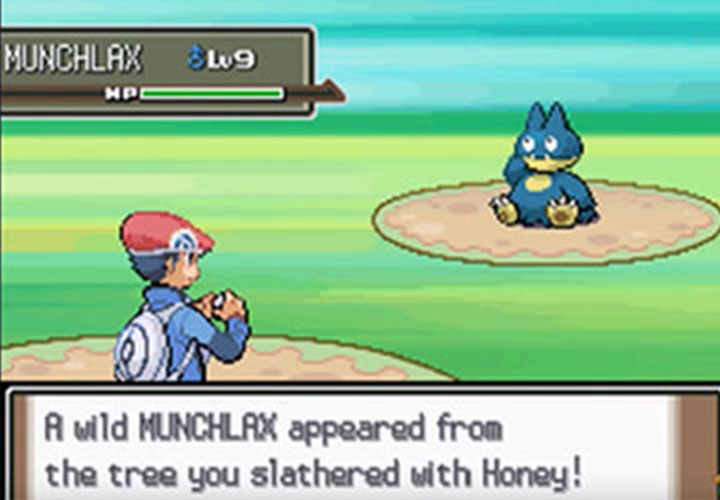 MUNCHLAX ♂Lv9
HP
A wild MUNCHLAX appeared from
the tree you slathered with Honey!